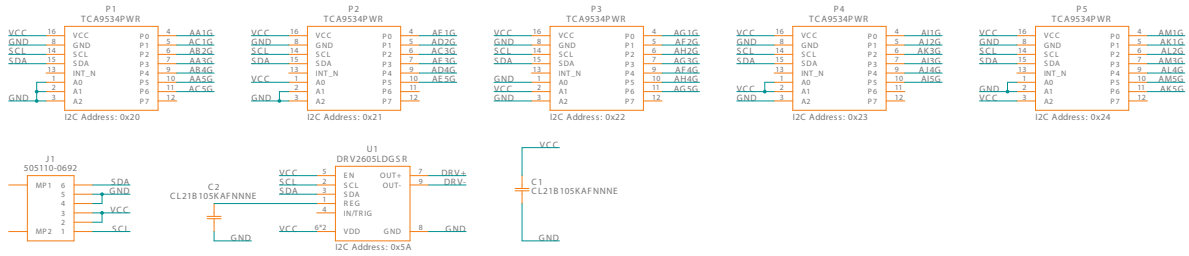 P1
TCA9534PWR
VCC 16 VCC P0 4 AA1G
GND 8 GND P1 5 AC1G
SCL 14 SCL P2 6 AB2G
SDA 15 SDA P3 7 AA3G
13 INT_N P4 9 AB4G
1 A0 P5 10 AA5G
2 A1 P6 11 AC5G
GND 3 A2 P7 12
I2C Address: 0x20
P2
TCA9534PWR
VCC 16 VCC P0 4 AE1G
GND 8 GND P1 5 AD2G
SCL 14 SCL P2 6 AC3G
SDA 15 SDA P3 7 AE3G
13 INT_N P4 9 AD4G
VCC 1 A0 P5 10 AE5G
2 A1 P6 11
GND 3 A2 P7 12
I2C Address: 0x21
P3
TCA9534PWR
VCC 16 VCC P0 4 AG1G
GND 8 GND P1 5 AF2G
SCL 14 SCL P2 6 AH2G
SDA 15 SDA P3 7 AG3G
13 INT_N P4 9 AF4G
GND 1 A0 P5 10 AH4G
VCC 2 A1 P6 11 AG5G
GND 3 A2 P7 12
I2C Address: 0x22
P4
TCA9534PWR
VCC 16 VCC P0 4 AI1G
GND 8 GND P1 5 AJ2G
SCL 14 SCL P2 6 AK3G
SDA 15 SDA P3 7 AI3G
13 INT_N P4 9 AJ4G
1 A0 P5 10 AI5G
VCC 2 A1 P6 11
GND 3 A2 P7 12
I2C Address: 0x23
P5
TCA9534PWR
VCC 16 VCC P0 4 AM1G
GND 8 GND P1 5 AK1G
SCL 14 SCL P2 6 AL2G
SDA 15 SDA P3 7 AM3G
13 INT_N P4 9 AL4G
1 A0 P5 10 AM5G
GND 2 A1 P6 11 AK5G
VCC 3 A2 P7 12
I2C Address: 0x24
J1
505110-0692
MP1 6 SDA
5 GND
4
3 VCC
2
MP2 1 SCL
C2
CL21B105KAFNNNE
GND
U1
DRV2605LDGSR
VCC 5 EN OUT+ 7 DRV+
SCL 2 SCL OUT- 9 DRV-
SDA 3 SDA
1 REG
4 IN/TRIG
VCC 6*2 VDD GND 8 GND
I2C Address: 0x5A
VCC
C1
CL21B105KAFNNNE
GND